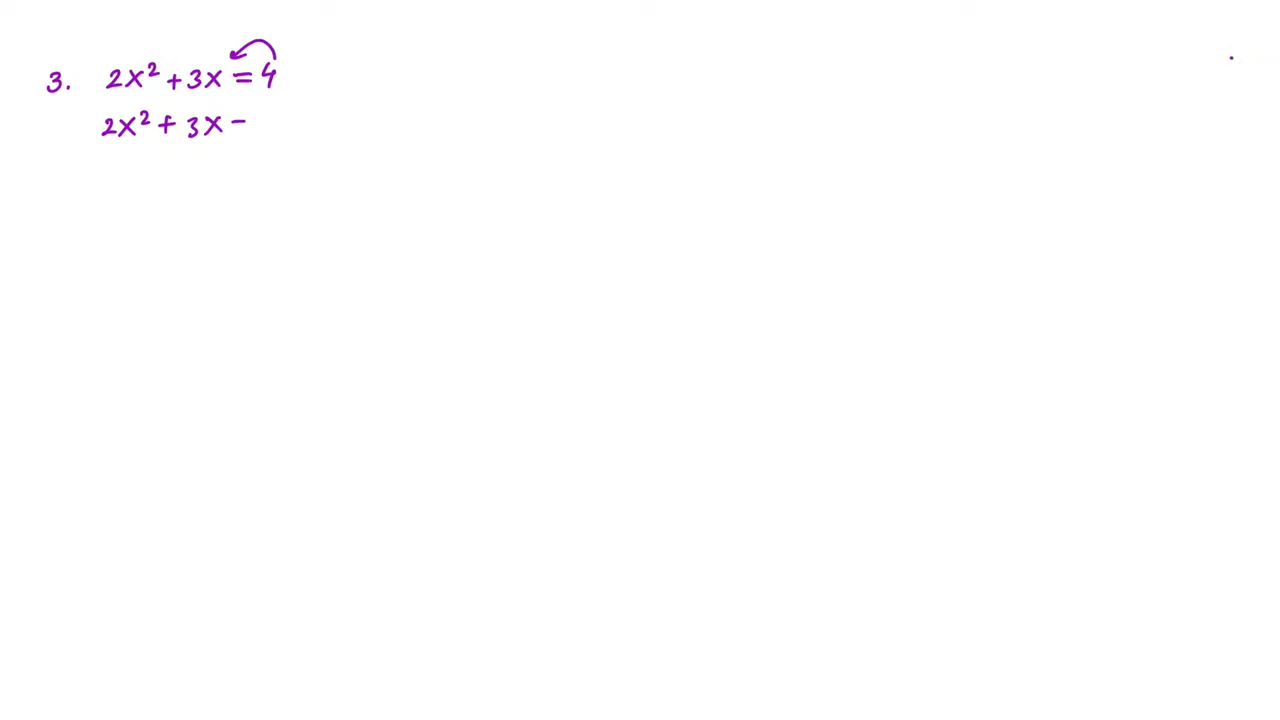 3. 2x² + 3x = 4
2x² + 3x -